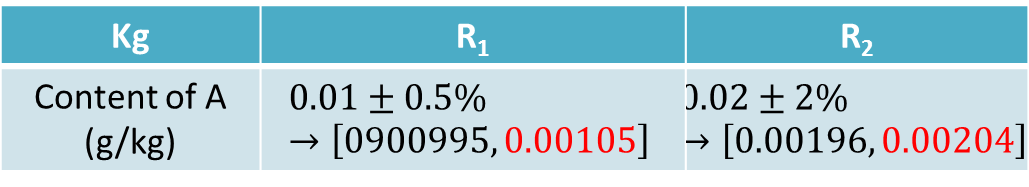 Kg R₁ R₂
Content of A (g/kg)
0.01 ± 0.5%
→ [0900995, 0.00105]
0.02 ± 2%
→ [0.00196, 0.00204]